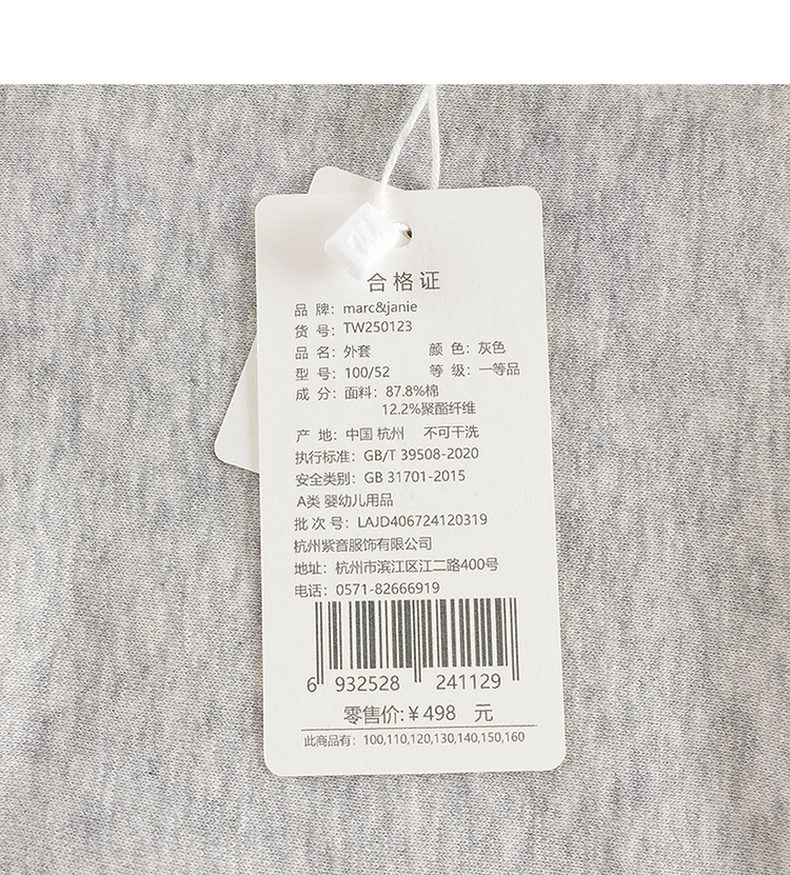 合格证
品 牌：marc&janie
货 号：TW250123
品 名：外套 颜 色：灰色
型 号：100/52 等 级：一等品
成 分：面料：87.8%棉
12.2%聚酯纤维
产 地：中国 杭州 不可干洗
执行标准：GB/T 39508-2020
安全类别：GB 31701-2015
A类 婴幼儿用品
批 次 号：LAJD406724120319
杭州紫音服饰有限公司
地址：杭州市滨江区江二路400号
电话：0571-82666919
6 932528 241129
零售价:￥498 元
此商品有：100,110,120,130,140,150,160